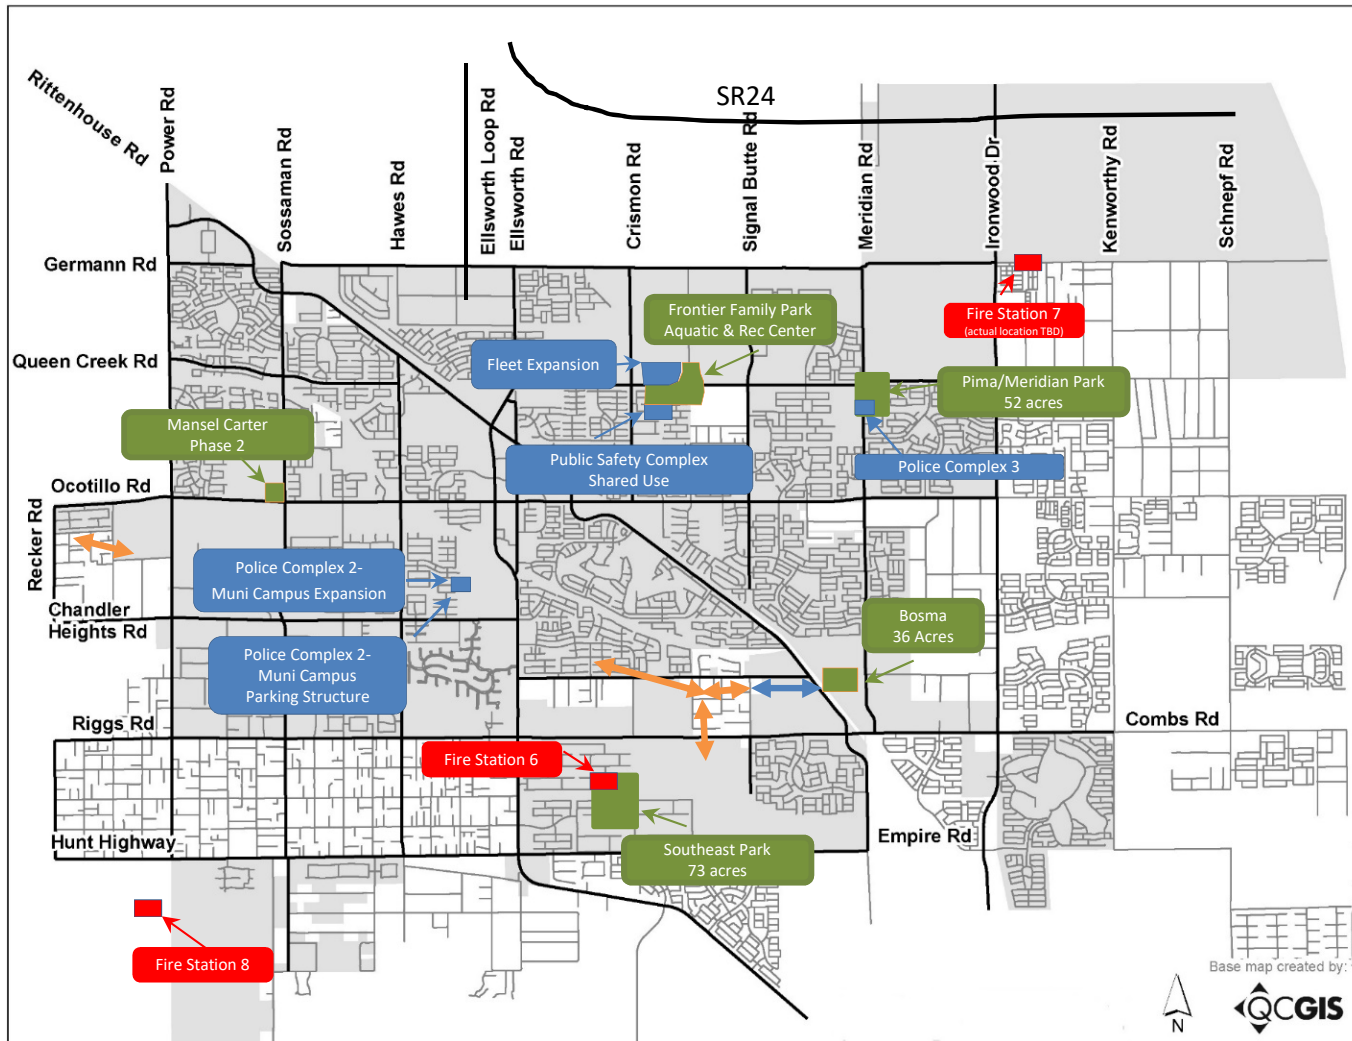 SR24
Rittenhouse Rd
Power Rd
Sossaman Rd
Hawes Rd
Ellsworth Loop Rd
Ellsworth Rd
Crismon Rd
Signal Butte Rd
Meridian Rd
Ironwood Dr
Kenworthy Rd
Schnepf Rd
Germann Rd
Frontier Family Park
Aquatic & Rec Center
Fire Station 7
(actual location TBD)
Queen Creek Rd
Fleet Expansion
Pima/Meridian Park
52 acres
Mansel Carter
Phase 2
Public Safety Complex
Shared Use
Police Complex 3
Ocotillo Rd
Recker Rd
Police Complex 2-
Muni Campus Expansion
Chandler
Heights Rd
Bosma
36 Acres
Police Complex 2-
Muni Campus
Parking Structure
Riggs Rd
Combs Rd
Fire Station 6
Hunt Highway
Empire Rd
Southeast Park
73 acres
Fire Station 8
Base map created by:
N
QCGIS